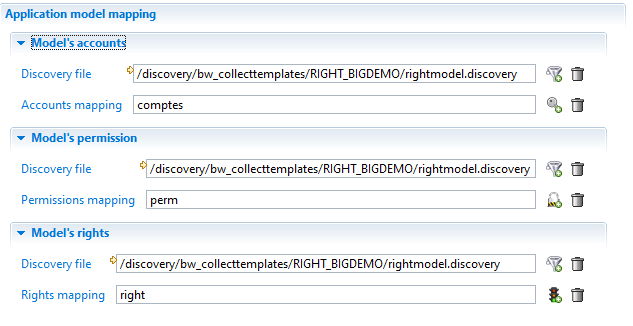 Application model mapping
Model's accounts
Discovery file /discovery/bw_collecttemplates/RIGHT_BIGDEMO/rightmodel.discovery
Accounts mapping comptes
Model's permission
Discovery file /discovery/bw_collecttemplates/RIGHT_BIGDEMO/rightmodel.discovery
Permissions mapping perm
Model's rights
Discovery file /discovery/bw_collecttemplates/RIGHT_BIGDEMO/rightmodel.discovery
Rights mapping right